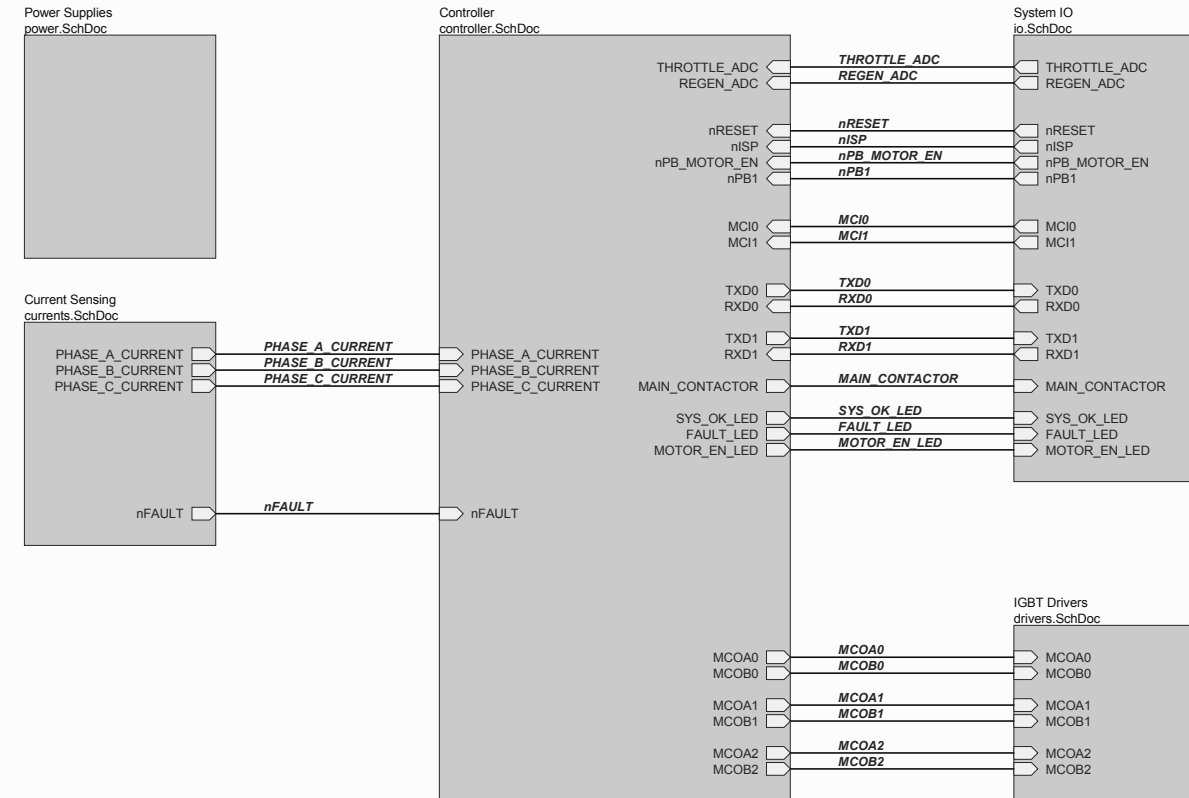 Power Supplies
power.SchDoc
Controller
controller.SchDoc
System IO
io.SchDoc
THROTTLE_ADC THROTTLE_ADC THROTTLE_ADC
REGEN_ADC REGEN_ADC REGEN_ADC
nRESET nRESET nRESET
nISP nISP nISP
nPB_MOTOR_EN nPB_MOTOR_EN nPB_MOTOR_EN
nPB1 nPB1 nPB1
MCI0 MCI0 MCI0
MCI1 MCI1 MCI1
TXD0 TXD0 TXD0
RXD0 RXD0 RXD0
TXD1 TXD1 TXD1
RXD1 RXD1 RXD1
MAIN_CONTACTOR MAIN_CONTACTOR MAIN_CONTACTOR
SYS_OK_LED SYS_OK_LED SYS_OK_LED
FAULT_LED FAULT_LED FAULT_LED
MOTOR_EN_LED MOTOR_EN_LED MOTOR_EN_LED
Current Sensing
currents.SchDoc
PHASE_A_CURRENT PHASE_A_CURRENT PHASE_A_CURRENT
PHASE_B_CURRENT PHASE_B_CURRENT PHASE_B_CURRENT
PHASE_C_CURRENT PHASE_C_CURRENT PHASE_C_CURRENT
nFAULT nFAULT nFAULT
IGBT Drivers
drivers.SchDoc
MCOA0 MCOA0 MCOA0
MCOB0 MCOB0 MCOB0
MCOA1 MCOA1 MCOA1
MCOB1 MCOB1 MCOB1
MCOA2 MCOA2 MCOA2
MCOB2 MCOB2 MCOB2